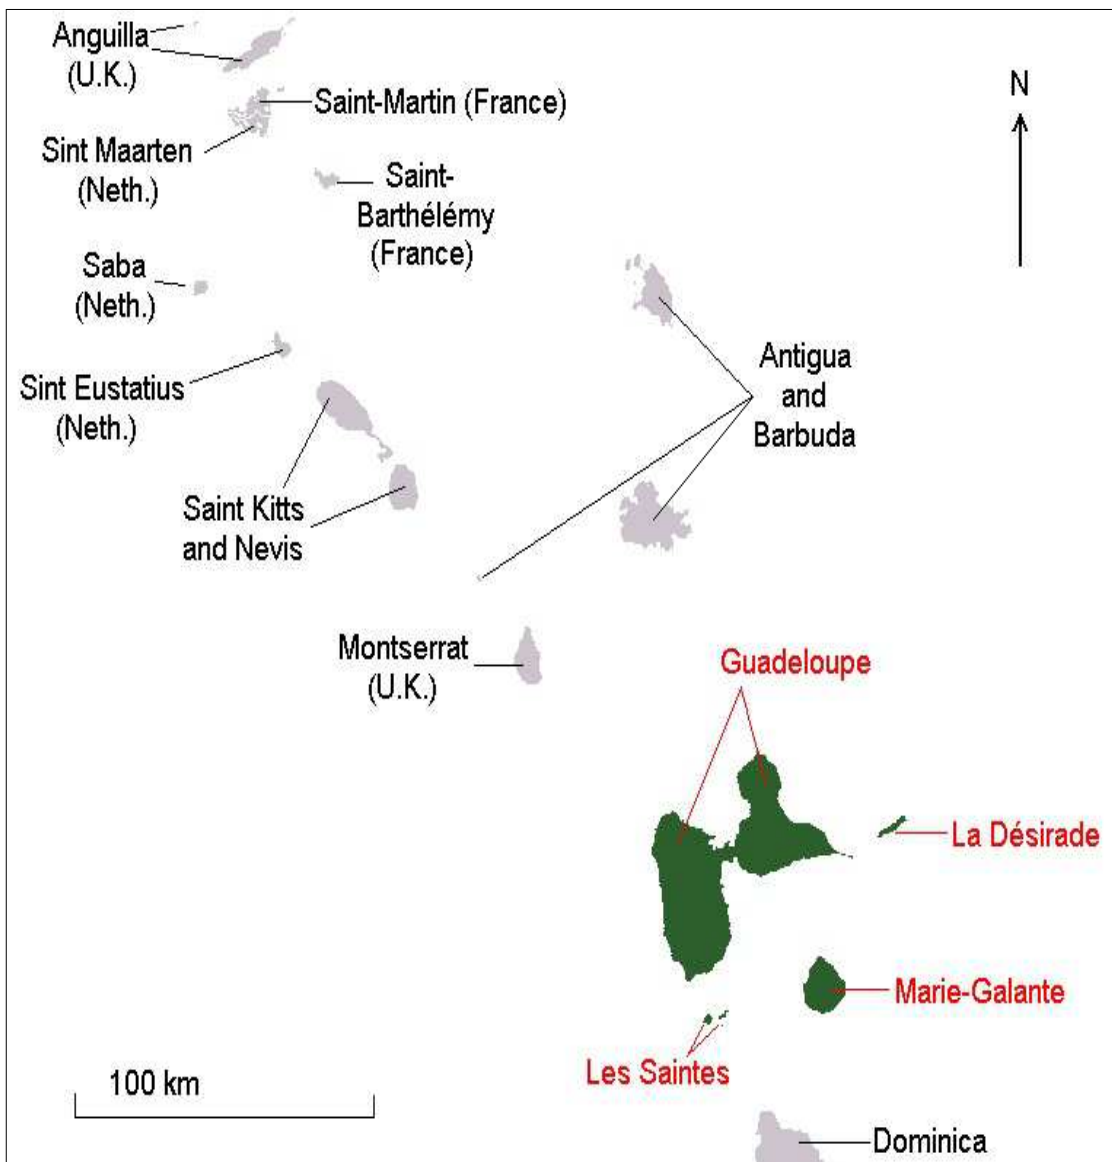 Anguilla
(U.K.)
Saint-Martin (France)
N
Sint Maarten
(Neth.)
Saint-
Barthélémy
(France)
Saba
(Neth.)
Sint Eustatius
(Neth.)
Antigua
and
Barbuda
Saint Kitts
and Nevis
Montserrat
(U.K.)
Guadeloupe
La Désirade
Marie-Galante
Les Saintes
100 km
Dominica